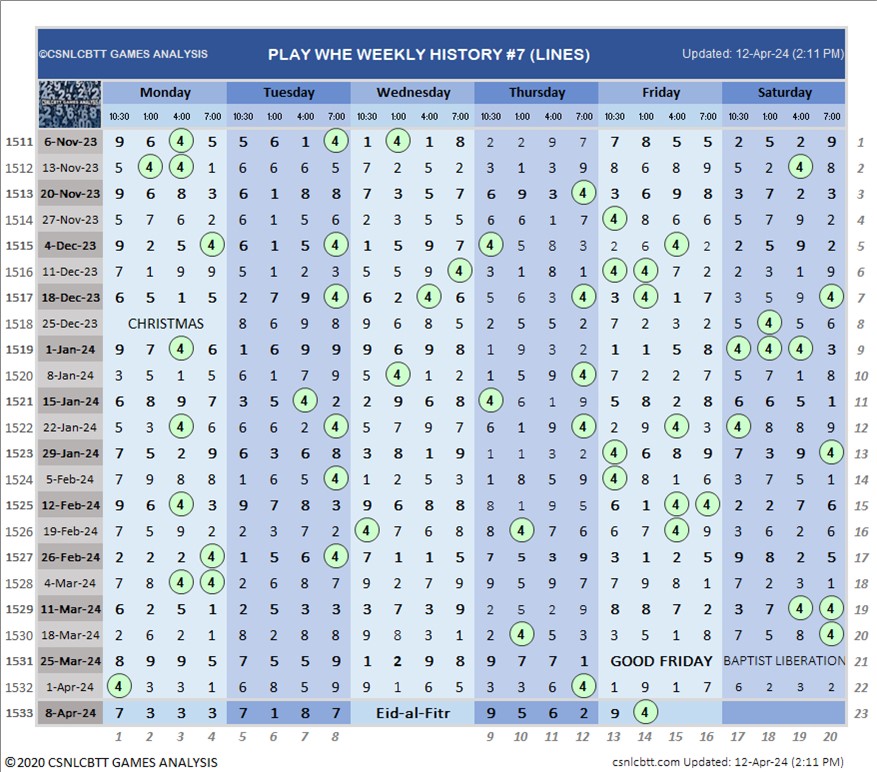 ©CSNLCBTT GAMES ANALYSIS PLAY WHE WEEKLY HISTORY #7 (LINES) Updated: 12-Apr-24 (2:11 PM)
Monday Tuesday Wednesday Thursday Friday Saturday
10:30 1:00 4:00 7:00 10:30 1:00 4:00 7:00 10:30 1:00 4:00 7:00 10:30 1:00 4:00 7:00 10:30 1:00 4:00 7:00 10:30 1:00 4:00 7:00
1511 6-Nov-23 9 6 4 5 5 6 1 4 1 4 1 8 2 2 9 7 7 8 5 5 2 5 2 9 1
1512 13-Nov-23 5 4 4 1 6 6 6 5 7 2 5 2 3 1 3 9 8 6 8 9 5 2 4 8 2
1513 20-Nov-23 9 6 8 3 6 1 8 8 7 3 5 7 6 9 3 4 3 6 9 8 3 7 2 3 3
1514 27-Nov-23 5 7 6 2 6 1 5 6 2 3 5 5 6 6 1 7 4 8 6 6 5 7 9 2 4
1515 4-Dec-23 9 2 5 4 6 1 5 4 1 5 9 7 4 5 8 3 2 6 4 2 2 5 9 2 5
1516 11-Dec-23 7 1 9 9 5 1 2 3 5 5 9 4 3 1 8 1 4 4 7 2 2 3 1 9 6
1517 18-Dec-23 6 5 1 5 2 7 9 4 6 2 4 6 5 6 3 4 3 4 1 7 3 5 9 4 7
1518 25-Dec-23 CHRISTMAS 8 6 9 8 9 6 8 5 2 5 5 2 7 2 3 2 5 4 5 6 8
1519 1-Jan-24 9 7 4 6 1 6 9 9 9 6 9 8 1 9 3 2 1 1 5 8 4 4 4 3 9
1520 8-Jan-24 3 5 1 5 6 1 7 9 5 4 1 2 1 5 9 4 7 2 2 7 5 7 1 8 10
1521 15-Jan-24 6 8 9 7 3 5 4 2 2 9 6 8 4 6 1 9 5 8 2 8 6 6 5 1 11
1522 22-Jan-24 5 3 4 6 6 6 2 4 5 7 9 7 6 1 9 4 2 9 4 3 4 8 8 9 12
1523 29-Jan-24 7 5 2 9 6 3 6 8 3 8 1 9 1 1 3 2 4 6 8 9 7 3 9 4 13
1524 5-Feb-24 7 9 8 8 1 6 5 4 1 2 5 3 1 8 5 9 4 8 1 1 3 7 5 1 14
1525 12-Feb-24 9 6 4 3 9 7 8 3 9 6 8 8 8 1 9 5 6 1 4 4 2 2 7 6 15
1526 19-Feb-24 7 5 9 2 2 3 7 2 4 7 6 8 8 4 7 6 6 7 4 9 3 6 2 6 16
1527 26-Feb-24 2 2 2 4 1 5 6 4 7 1 1 5 7 5 3 9 3 1 2 5 9 8 2 5 17
1528 4-Mar-24 7 8 4 4 2 6 8 7 9 2 7 9 9 5 9 7 7 9 8 1 7 2 3 1 18
1529 11-Mar-24 6 2 5 1 2 5 3 3 3 7 3 9 2 5 2 9 8 8 7 2 3 7 4 4 19
1530 18-Mar-24 2 6 2 1 8 2 8 8 9 8 3 1 2 4 5 3 3 5 1 8 7 5 8 4 20
1531 25-Mar-24 8 9 9 5 7 5 5 9 1 2 9 8 9 7 7 1 GOOD FRIDAY BAPTIST LIBERATION 21
1532 1-Apr-24 4 3 3 1 6 8 5 9 9 1 6 5 3 3 6 4 1 9 1 7 6 2 3 2 22
1533 8-Apr-24 7 3 3 3 7 1 8 7 Eid-al-Fitr 9 5 6 2 9 4 23
1 2 3 4 5 6 7 8 9 10 11 12 13 14 15 16 17 18 19 20
©2020 CSNLCBTT GAMES ANALYSIS csnlcbtt.com Updated: 12-Apr-24 (2:11 PM)